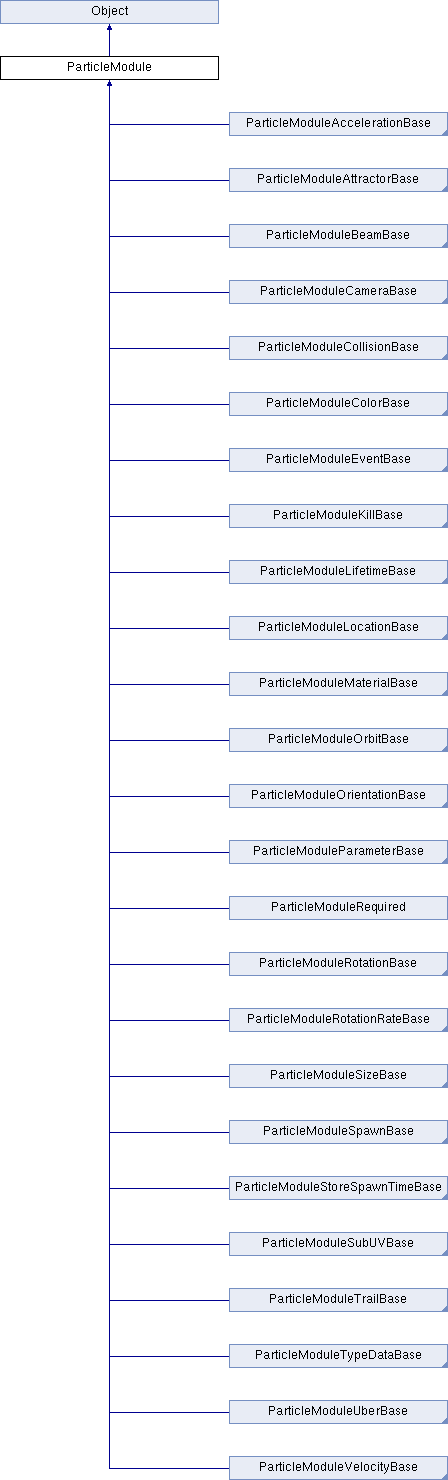 Object
ParticleModule
ParticleModuleAccelerationBase
ParticleModuleAttractorBase
ParticleModuleBeamBase
ParticleModuleCameraBase
ParticleModuleCollisionBase
ParticleModuleColorBase
ParticleModuleEventBase
ParticleModuleKillBase
ParticleModuleLifetimeBase
ParticleModuleLocationBase
ParticleModuleMaterialBase
ParticleModuleOrbitBase
ParticleModuleOrientationBase
ParticleModuleParameterBase
ParticleModuleRequired
ParticleModuleRotationBase
ParticleModuleRotationRateBase
ParticleModuleSizeBase
ParticleModuleSpawnBase
ParticleModuleStoreSpawnTimeBase
ParticleModuleSubUVBase
ParticleModuleTrailBase
ParticleModuleTypeDataBase
ParticleModuleUberBase
ParticleModuleVelocityBase